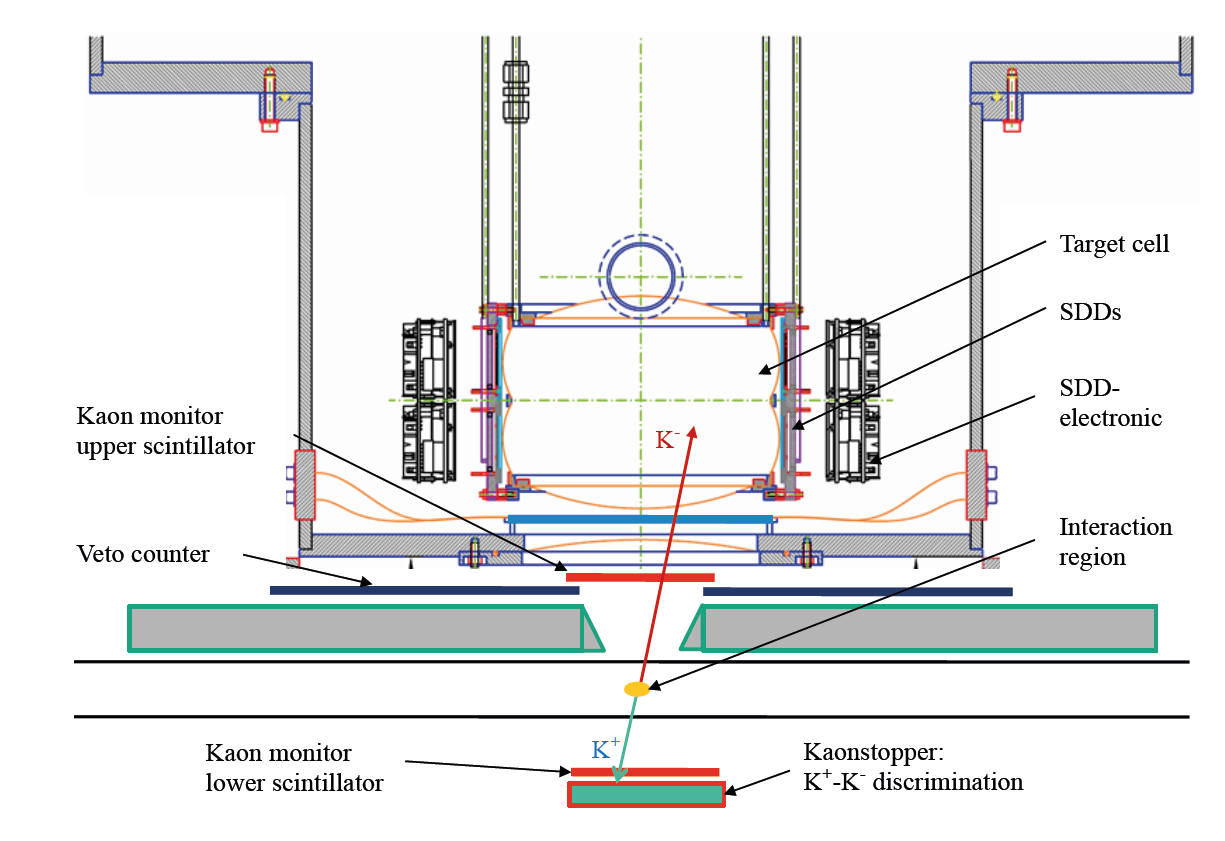 Target cell
SDDs
SDD-
electronic
Kaon monitor
upper scintillator
K⁻
Interaction
region
Veto counter
K⁺
Kaon monitor
lower scintillator
Kaonstopper:
K⁺-K⁻ discrimination